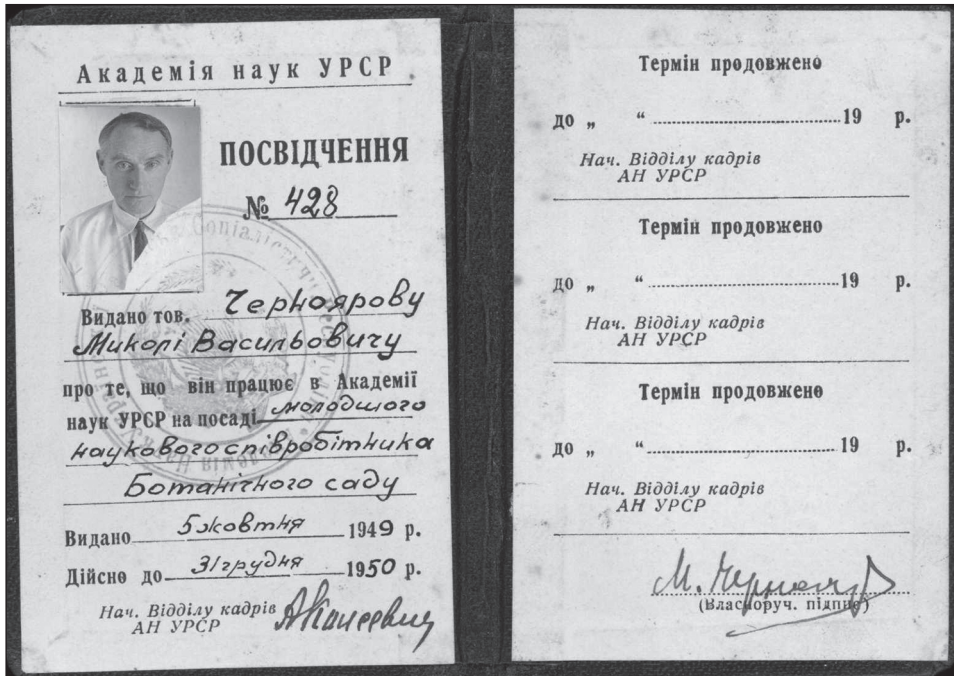 Академія наук УРСР
ПОСВІДЧЕННЯ
№ 428
Видано тов. Черноярову
Миколі Васильовичу
про те, що він працює в Академії
наук УРСР на посаді молодшого
наукового співробітника
Ботанічного саду
Видано 5 жовтня 1949 р.
Дійсно до 31 грудня 1950 р.
Нач. Відділу кадрів
АН УРСР
Термін продовжено
до „ “ 19 р.
Нач. Відділу кадрів
АН УРСР
Термін продовжено
до „ “ 19 р.
Нач. Відділу кадрів
АН УРСР
Термін продовжено
до „ “ 19 р.
Нач. Відділу кадрів
АН УРСР
М. Чернояров
(Власноруч. підпис)